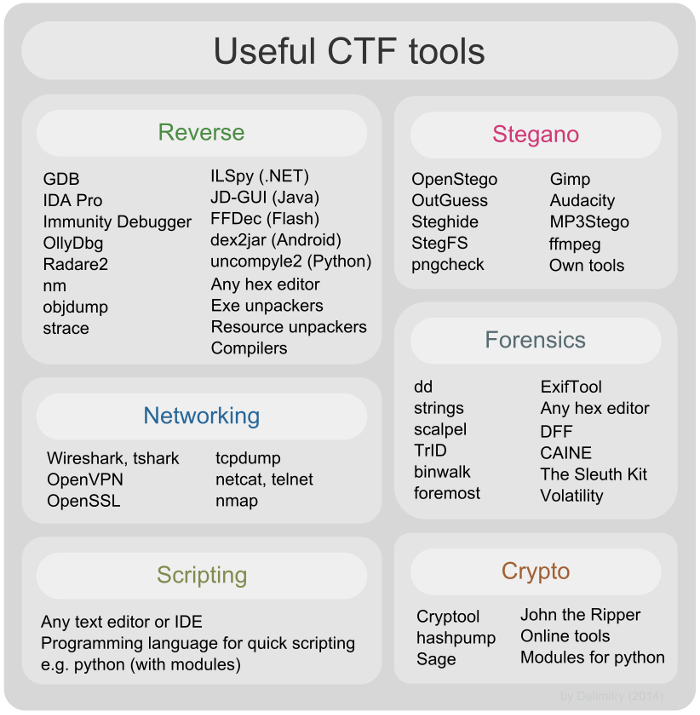 Useful CTF tools
Reverse
GDB
IDA Pro
Immunity Debugger
OllyDbg
Radare2
nm
objdump
strace
ILSpy (.NET)
JD-GUI (Java)
FFDec (Flash)
dex2jar (Android)
uncompyle2 (Python)
Any hex editor
Exe unpackers
Resource unpackers
Compilers
Stegano
OpenStego
OutGuess
Steghide
StegFS
pngcheck
Gimp
Audacity
MP3Stego
ffmpeg
Own tools
Networking
Wireshark, tshark
OpenVPN
OpenSSL
tcpdump
netcat, telnet
nmap
Forensics
dd
strings
scalpel
TrID
binwalk
foremost
ExifTool
Any hex editor
DFF
CAINE
The Sleuth Kit
Volatility
Scripting
Any text editor or IDE
Programming language for quick scripting
e.g. python (with modules)
Crypto
Cryptool
hashpump
Sage
John the Ripper
Online tools
Modules for python
by Delimitry (2014)